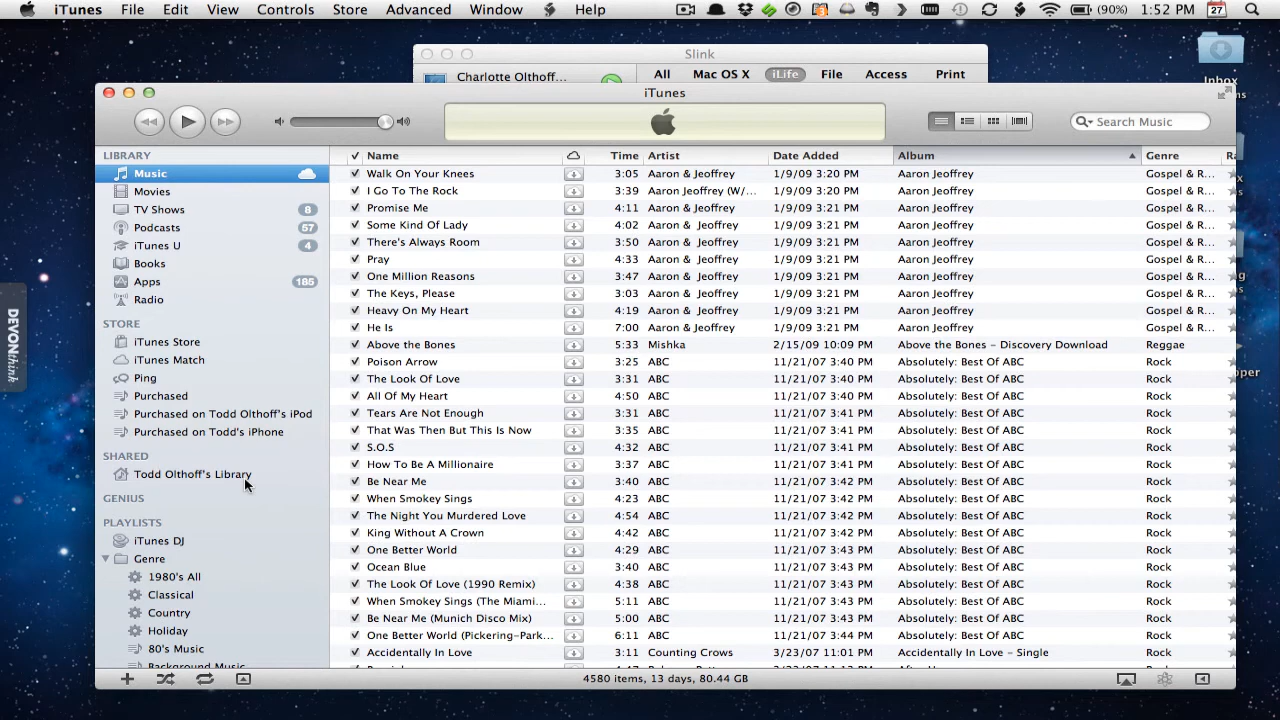 iTunes File Edit View Controls Store Advanced Window Help (90%) 1:52 PM 27
Slink
Charlotte Olthoff... All Mac OS X iLife File Access Print
Inbox
iTunes
Search Music
LIBRARY
Music
Movies
TV Shows 8
Podcasts 57
iTunes U 4
Books
Apps 185
Radio
STORE
iTunes Store
iTunes Match
Ping
Purchased
Purchased on Todd Olthoff's iPod
Purchased on Todd's iPhone
SHARED
Todd Olthoff's Library
GENIUS
PLAYLISTS
iTunes DJ
Genre
1980's All
Classical
Country
Holiday
80's Music
Background Music
DEVONthink
✓ Name Time Artist Date Added Album Genre Ra
Walk On Your Knees 3:05 Aaron & Jeoffrey 1/9/09 3:20 PM Aaron Jeoffrey Gospel & R...
I Go To The Rock 3:39 Aaron Jeoffrey (W/... 1/9/09 3:20 PM Aaron Jeoffrey Gospel & R...
Promise Me 4:11 Aaron & Jeoffrey 1/9/09 3:21 PM Aaron Jeoffrey Gospel & R...
Some Kind Of Lady 4:02 Aaron & Jeoffrey 1/9/09 3:21 PM Aaron Jeoffrey Gospel & R...
There's Always Room 3:50 Aaron & Jeoffrey 1/9/09 3:21 PM Aaron Jeoffrey Gospel & R...
Pray 4:33 Aaron & Jeoffrey 1/9/09 3:21 PM Aaron Jeoffrey Gospel & R...
One Million Reasons 3:47 Aaron & Jeoffrey 1/9/09 3:21 PM Aaron Jeoffrey Gospel & R...
The Keys, Please 3:03 Aaron & Jeoffrey 1/9/09 3:21 PM Aaron Jeoffrey Gospel & R...
Heavy On My Heart 4:19 Aaron & Jeoffrey 1/9/09 3:21 PM Aaron Jeoffrey Gospel & R...
He Is 7:00 Aaron & Jeoffrey 1/9/09 3:21 PM Aaron Jeoffrey Gospel & R...
Above the Bones 5:33 Mishka 2/15/09 10:09 PM Above the Bones – Discovery Download Reggae
Poison Arrow 3:25 ABC 11/21/07 3:40 PM Absolutely: Best Of ABC Rock
The Look Of Love 3:31 ABC 11/21/07 3:40 PM Absolutely: Best Of ABC Rock
All Of My Heart 4:50 ABC 11/21/07 3:40 PM Absolutely: Best Of ABC Rock
Tears Are Not Enough 3:31 ABC 11/21/07 3:41 PM Absolutely: Best Of ABC Rock
That Was Then But This Is Now 3:35 ABC 11/21/07 3:41 PM Absolutely: Best Of ABC Rock
S.O.S 4:32 ABC 11/21/07 3:41 PM Absolutely: Best Of ABC Rock
How To Be A Millionaire 3:37 ABC 11/21/07 3:41 PM Absolutely: Best Of ABC Rock
Be Near Me 3:40 ABC 11/21/07 3:41 PM Absolutely: Best Of ABC Rock
When Smokey Sings 4:23 ABC 11/21/07 3:42 PM Absolutely: Best Of ABC Rock
The Night You Murdered Love 4:54 ABC 11/21/07 3:42 PM Absolutely: Best Of ABC Rock
King Without A Crown 4:42 ABC 11/21/07 3:42 PM Absolutely: Best Of ABC Rock
One Better World 4:29 ABC 11/21/07 3:43 PM Absolutely: Best Of ABC Rock
Ocean Blue 3:40 ABC 11/21/07 3:43 PM Absolutely: Best Of ABC Rock
The Look Of Love (1990 Remix) 4:38 ABC 11/21/07 3:43 PM Absolutely: Best Of ABC Rock
When Smokey Sings (The Miami... 5:11 ABC 11/21/07 3:43 PM Absolutely: Best Of ABC Rock
Be Near Me (Munich Disco Mix) 5:00 ABC 11/21/07 3:43 PM Absolutely: Best Of ABC Rock
One Better World (Pickering-Park... 6:11 ABC 11/21/07 3:44 PM Absolutely: Best Of ABC Rock
Accidentally In Love 3:11 Counting Crows 3/23/07 11:01 PM Accidentally In Love – Single Rock
4580 items, 13 days, 80.44 GB